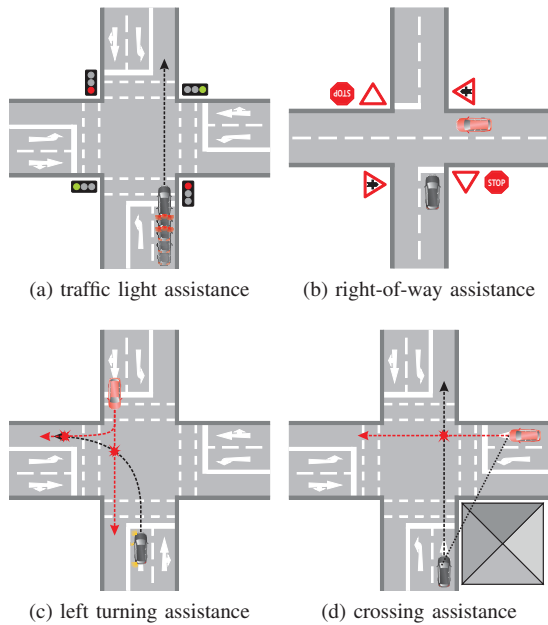 STOP
STOP
(a) traffic light assistance
(b) right-of-way assistance
(c) left turning assistance
(d) crossing assistance